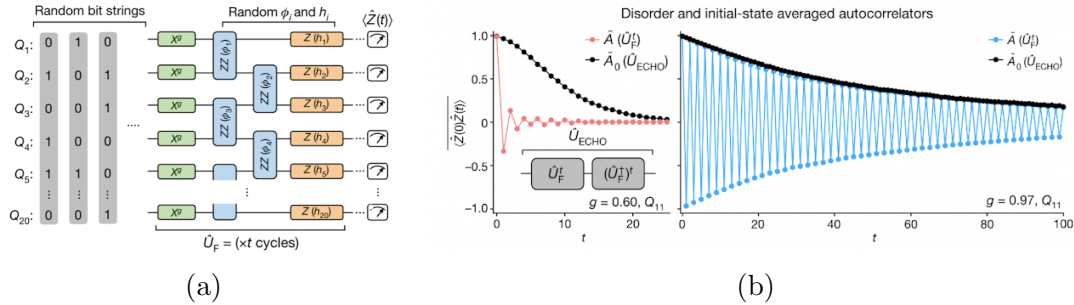 Random bit strings
Random ϕᵢ and hᵢ
⟨Ẑ(t)⟩
Q₁: 0 1 0
Q₂: 1 0 1
Q₃: 0 0 1
Q₄: 1 0 1
Q₅: 1 1 0
Q₂₀: 0 0 1
....
X^g ZZ (ϕ₁) Z (h₁)
X^g ZZ (ϕ₂) Z (h₂)
X^g ZZ (ϕ₃) Z (h₃)
X^g ZZ (ϕ₄) Z (h₄)
X^g Z (h₅)
X^g Z (h₂₀)
Û_F = (×t cycles)
(a)
Disorder and initial-state averaged autocorrelators
Ā (Û_F^t)
Ā₀ (Û_ECHO)
⟨Ẑ(0)Ẑ(t)⟩
1.0
0.5
0
−0.5
−1.0
Û_ECHO
Û_F^t
(Û_F^†)^t
g = 0.60, Q₁₁
0 10 20
t
Ā (Û_F^t)
Ā₀ (Û_ECHO)
g = 0.97, Q₁₁
0 20 40 60 80 100
t
(b)